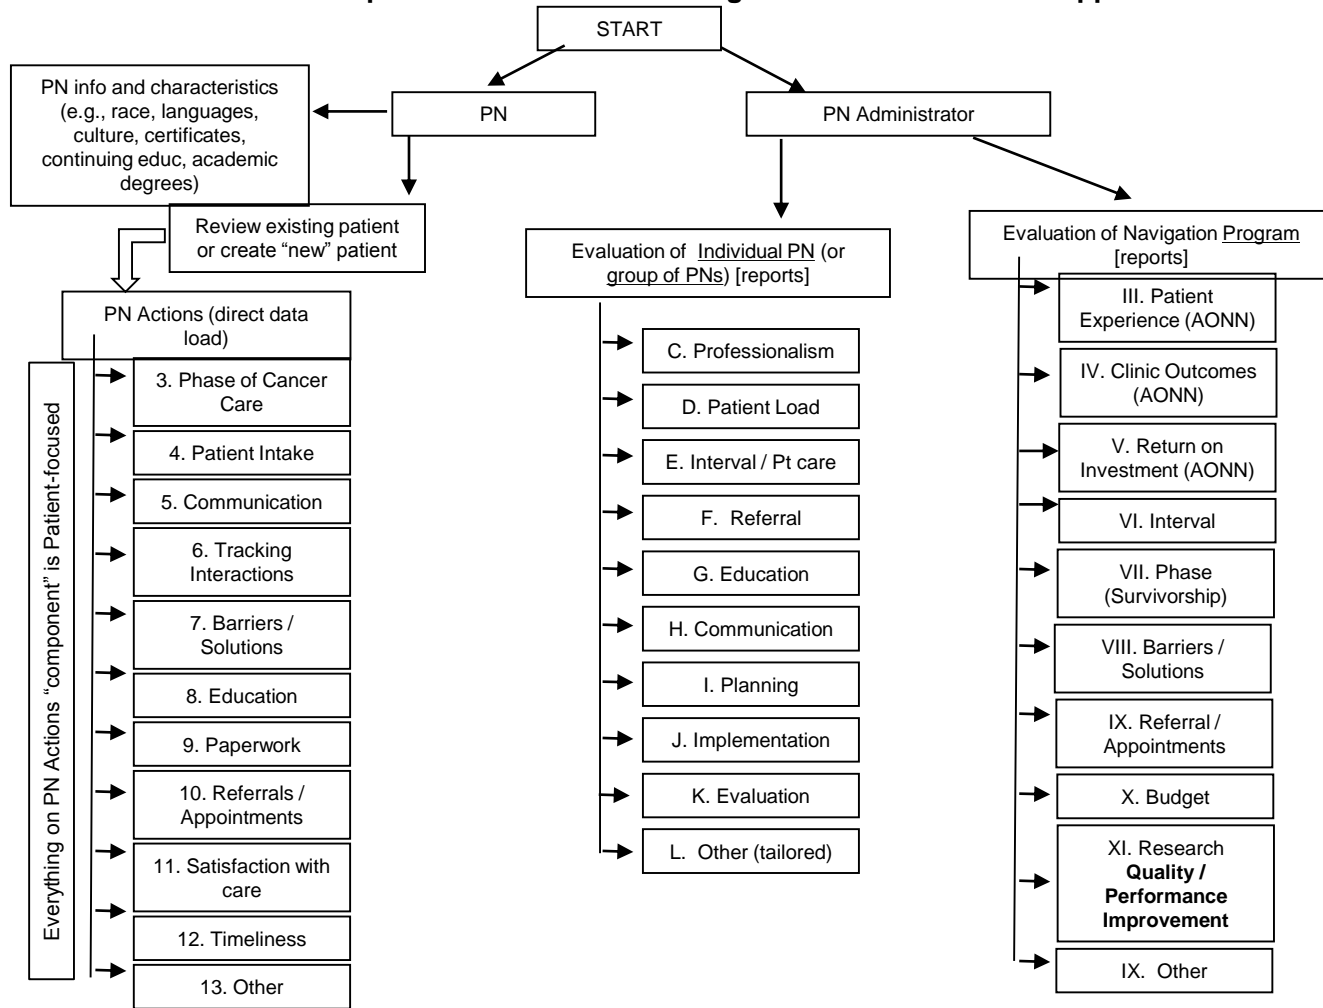 START
PN info and characteristics
(e.g., race, languages,
culture, certificates,
continuing educ, academic
degrees)
PN
PN Administrator
Review existing patient
or create “new” patient
Evaluation of Individual PN (or
group of PNs) [reports]
Evaluation of Navigation Program
[reports]
PN Actions (direct data
load)
Everything on PN Actions “component” is Patient-focused
3. Phase of Cancer
Care
4. Patient Intake
5. Communication
6. Tracking
Interactions
7. Barriers /
Solutions
8. Education
9. Paperwork
10. Referrals /
Appointments
11. Satisfaction with
care
12. Timeliness
13. Other
C. Professionalism
D. Patient Load
E. Interval / Pt care
F. Referral
G. Education
H. Communication
I. Planning
J. Implementation
K. Evaluation
L. Other (tailored)
III. Patient
Experience (AONN)
IV. Clinic Outcomes
(AONN)
V. Return on
Investment (AONN)
VI. Interval
VII. Phase
(Survivorship)
VIII. Barriers /
Solutions
IX. Referral /
Appointments
X. Budget
XI. Research
Quality /
Performance
Improvement
IX. Other